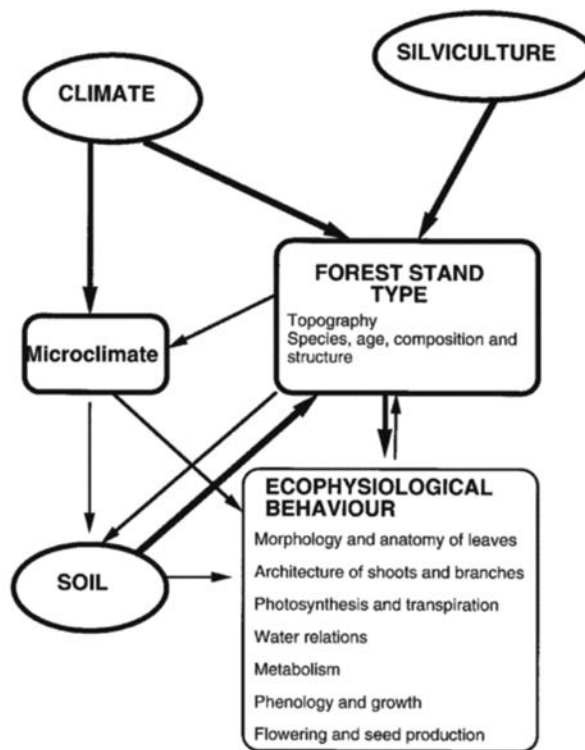 SILVICULTURE
CLIMATE
FOREST STAND
TYPE
Topography
Species, age, composition and
structure
Microclimate
ECOPHYSIOLOGICAL
BEHAVIOUR
Morphology and anatomy of leaves
Architecture of shoots and branches
Photosynthesis and transpiration
Water relations
Metabolism
Phenology and growth
Flowering and seed production
SOIL